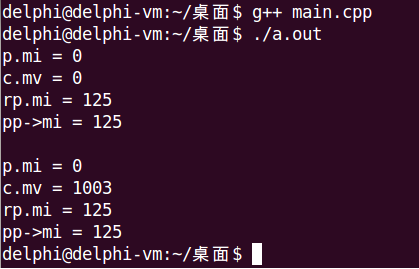 delphi@delphi-vm:~/桌面$ g++ main.cpp
delphi@delphi-vm:~/桌面$ ./a.out
p.mi = 0
c.mv = 0
rp.mi = 125
pp->mi = 125

p.mi = 0
c.mv = 1003
rp.mi = 125
pp->mi = 125
delphi@delphi-vm:~/桌面$